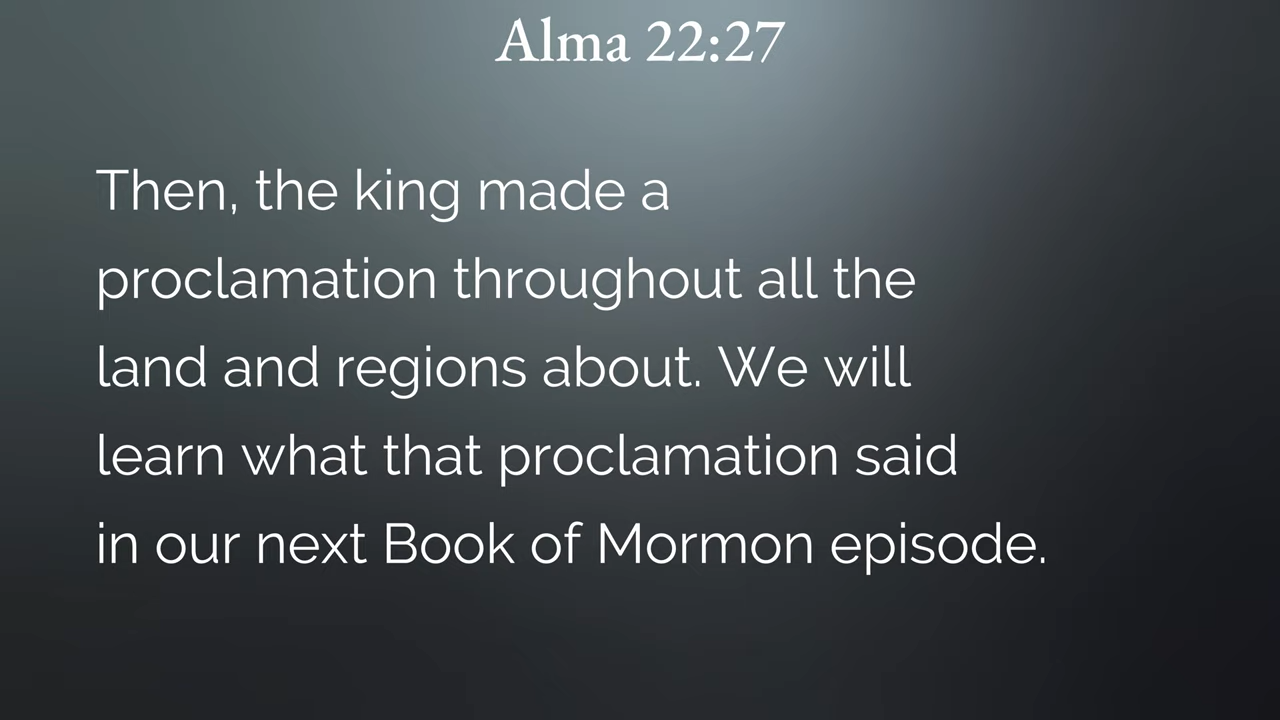 Alma 22:27
Then, the king made a
proclamation throughout all the
land and regions about. We will
learn what that proclamation said
in our next Book of Mormon episode.